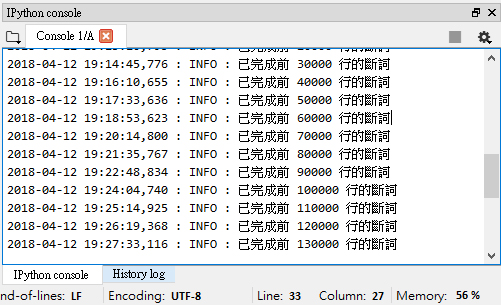 IPython console
Console 1/A
2018-04-12 19:14:45,776 : INFO : 已完成前 30000 行的斷詞
2018-04-12 19:16:10,655 : INFO : 已完成前 40000 行的斷詞
2018-04-12 19:17:33,636 : INFO : 已完成前 50000 行的斷詞
2018-04-12 19:18:53,623 : INFO : 已完成前 60000 行的斷詞
2018-04-12 19:20:14,800 : INFO : 已完成前 70000 行的斷詞
2018-04-12 19:21:35,767 : INFO : 已完成前 80000 行的斷詞
2018-04-12 19:22:48,834 : INFO : 已完成前 90000 行的斷詞
2018-04-12 19:24:04,740 : INFO : 已完成前 100000 行的斷詞
2018-04-12 19:25:14,925 : INFO : 已完成前 110000 行的斷詞
2018-04-12 19:26:19,368 : INFO : 已完成前 120000 行的斷詞
2018-04-12 19:27:33,116 : INFO : 已完成前 130000 行的斷詞
IPython console History log
nd-of-lines: LF Encoding: UTF-8 Line: 33 Column: 27 Memory: 56 %